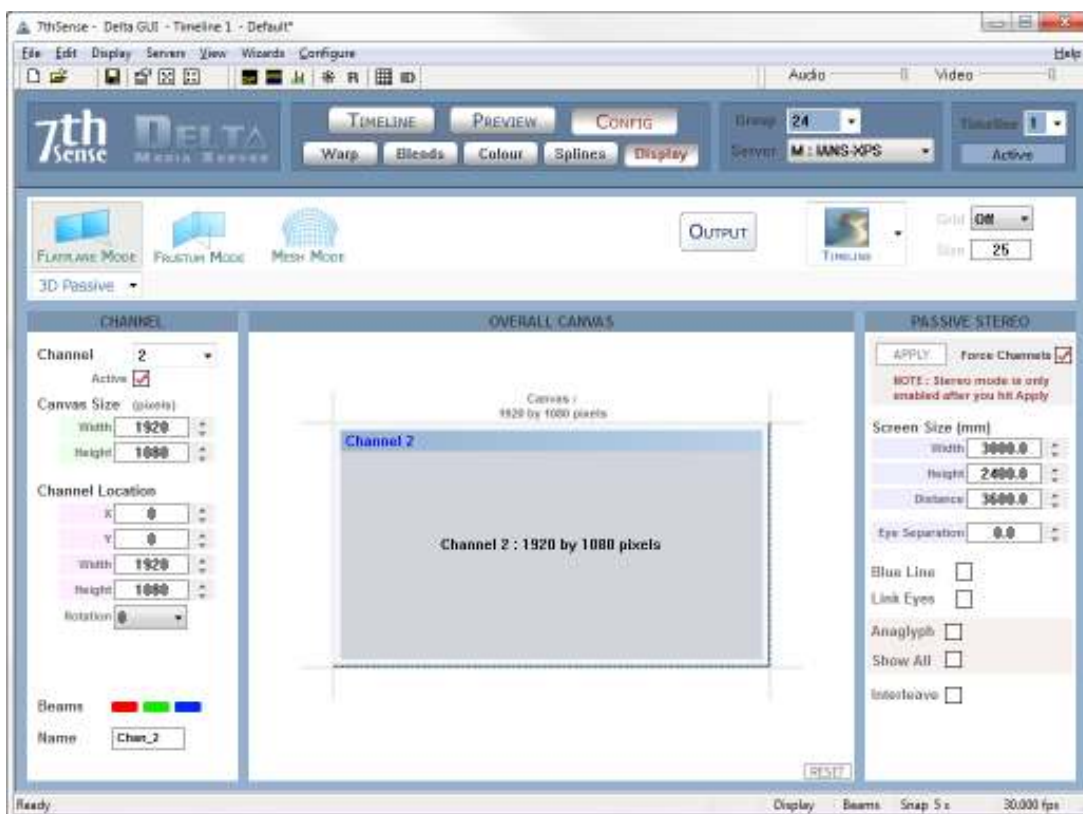 7thSense - Delta GUI - Timeline 1 - Default*
File Edit Display Servers View Wizards Configure Help
R 3D Audio Video
7th sense DELTA MEDIA SERVER
TIMELINE PREVIEW CONFIG
Warp Blends Colour Splines Display
Group 24
Server M : IANS-XPS
Timeline 1
Active
FLATPLANE MODE FRUSTUM MODE MESH MODE
OUTPUT
TIMELINE
Grid Off
Size 25
3D Passive
CHANNEL
Channel 2
Active
Canvas Size (pixels)
Width 1920
Height 1080
Channel Location
X 0
Y 0
Width 1920
Height 1080
Rotation 0
Beams
Name Chan_2
OVERALL CANVAS
Canvas :
1920 by 1080 pixels
Channel 2
Channel 2 : 1920 by 1080 pixels
RESET
PASSIVE STEREO
APPLY Force Channels
NOTE : Stereo mode is only
enabled after you hit Apply
Screen Size (mm)
Width 3000.0
Height 2400.0
Distance 3600.0
Eye Separation 0.0
Blue Line
Link Eyes
Anaglyph
Show All
Interleave
Ready Display Beams Snap 5 s 30.000 fps